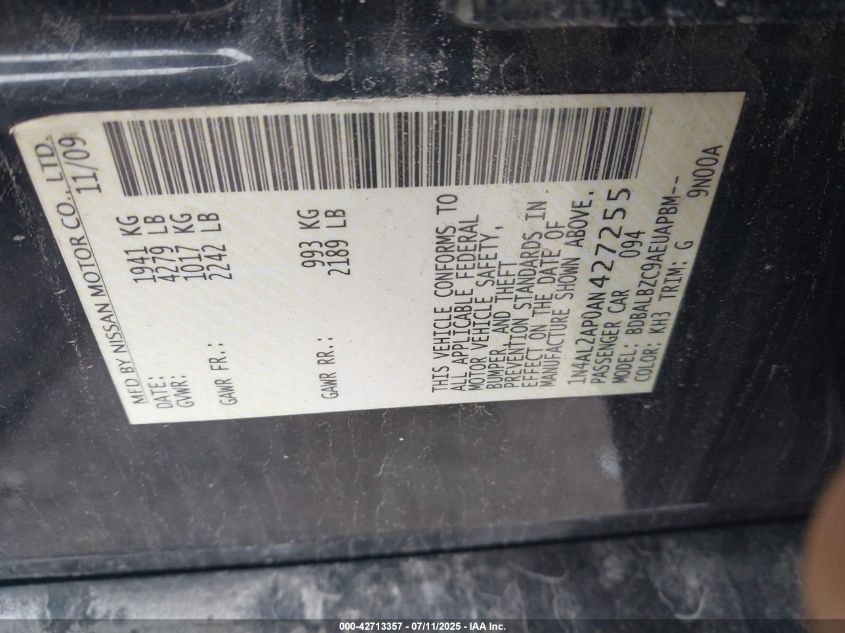 MFD BY NISSAN MOTOR CO., LTD.
DATE: 11/09
GVWR: 1941 KG
4279 LB
GAWR FR.: 1017 KG
2242 LB
GAWR RR.: 993 KG
2189 LB
THIS VEHICLE CONFORMS TO
ALL APPLICABLE FEDERAL
MOTOR VEHICLE SAFETY,
BUMPER, AND THEFT
PREVENTION STANDARDS IN
EFFECT ON THE DATE OF
MANUFACTURE SHOWN ABOVE.
1N4AL2AP0AN427255
PASSENGER CAR 094
MODEL: BDBALBZC9AEUAPBM--
COLOR: KH3 TRIM: G 9N00A
000-42713357 - 07/11/2025 - IAA Inc.